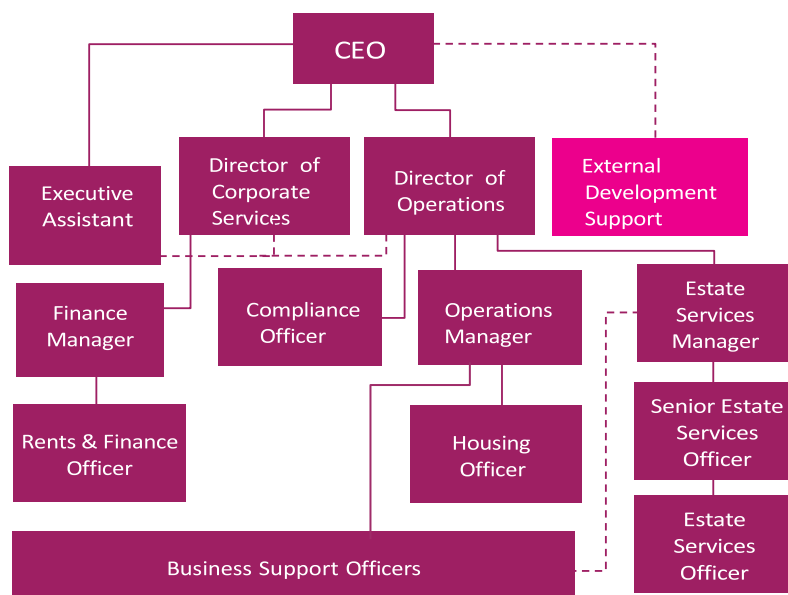 CEO
Executive
Assistant
Director of
Corporate
Services
Director of
Operations
External
Development
Support
Finance
Manager
Compliance
Officer
Operations
Manager
Estate
Services
Manager
Rents & Finance
Officer
Housing
Officer
Senior Estate
Services
Officer
Business Support Officers
Estate
Services
Officer